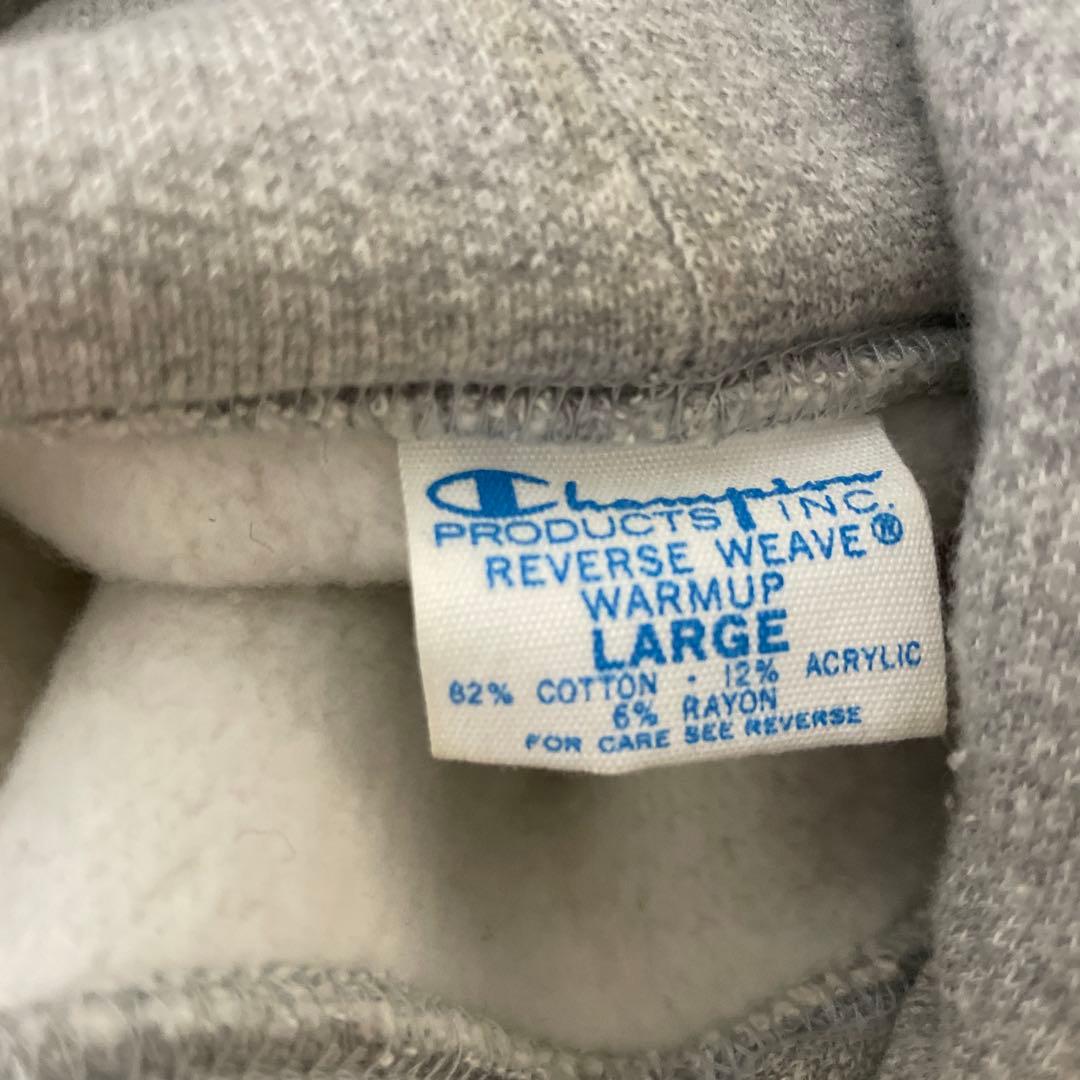 Champion
PRODUCTS INC.
REVERSE WEAVE®
WARMUP
LARGE
82% COTTON · 12% ACRYLIC
6% RAYON
FOR CARE SEE REVERSE